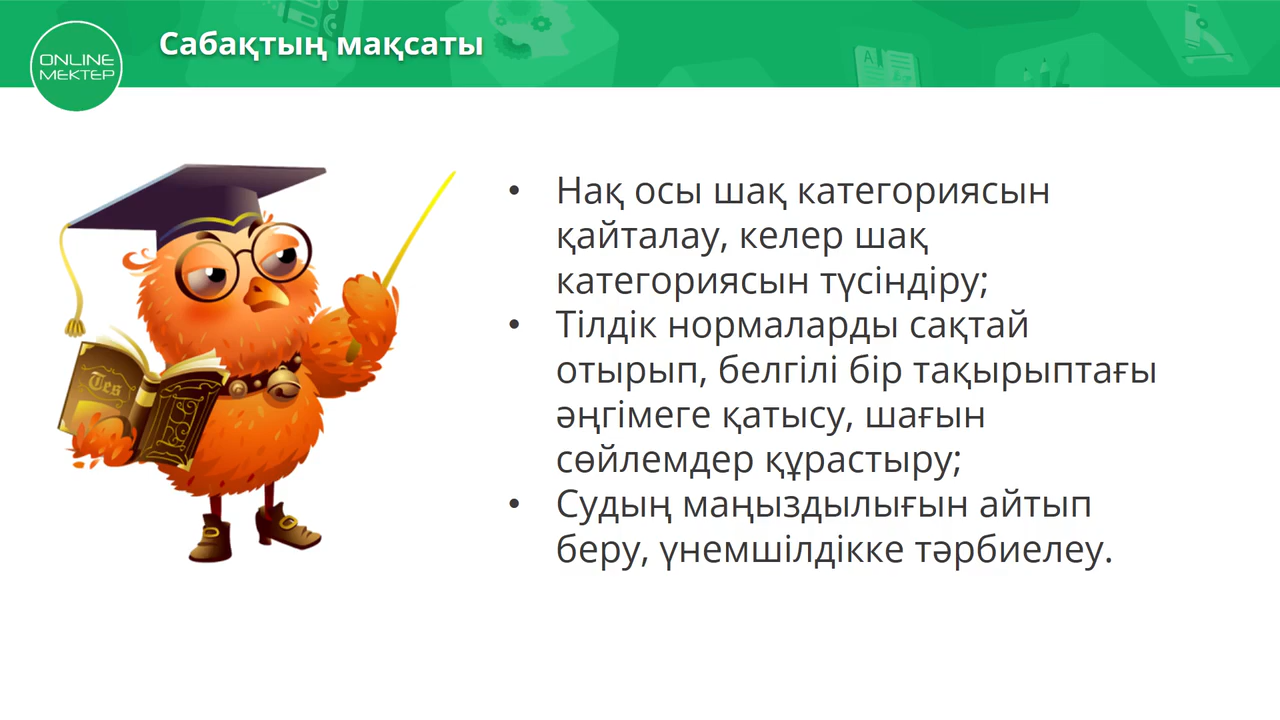 Сабақтың мақсаты
ONLINE
МЕКТЕР
• Нақ осы шақ категориясын
қайталау, келер шақ
категориясын түсіндіру;
• Тілдік нормаларды сақтай
отырып, белгілі бір тақырыптағы
әңгімеге қатысу, шағын
сөйлемдер құрастыру;
• Судың маңыздылығын айтып
беру, үнемшілдікке тәрбиелеу.